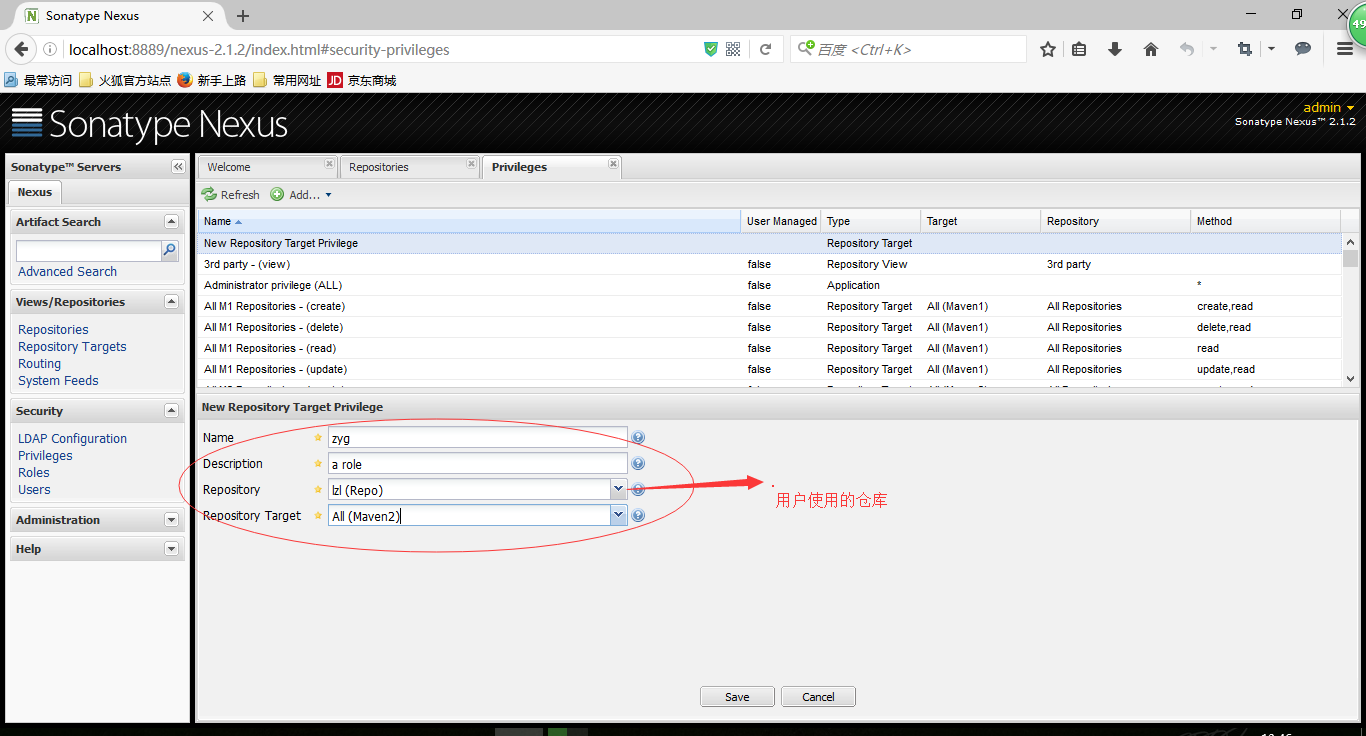 Sonatype Nexus
49
localhost:8889/nexus-2.1.2/index.html#security-privileges
百度 <Ctrl+K>
最常访问 火狐官方站点 新手上路 常用网址 JD 京东商城
Sonatype Nexus
admin
Sonatype Nexus™ 2.1.2
Sonatype™ Servers
Nexus
Artifact Search
Advanced Search
Views/Repositories
Repositories
Repository Targets
Routing
System Feeds
Security
LDAP Configuration
Privileges
Roles
Users
Administration
Help
Welcome Repositories Privileges
Refresh Add...
Name User Managed Type Target Repository Method
New Repository Target Privilege Repository Target
3rd party - (view) false Repository View 3rd party
Administrator privilege (ALL) false Application *
All M1 Repositories - (create) false Repository Target All (Maven1) All Repositories create,read
All M1 Repositories - (delete) false Repository Target All (Maven1) All Repositories delete,read
All M1 Repositories - (read) false Repository Target All (Maven1) All Repositories read
All M1 Repositories - (update) false Repository Target All (Maven1) All Repositories update,read
New Repository Target Privilege
Name zyg
Description a role
Repository lzl (Repo)
Repository Target All (Maven2)
用户使用的仓库
Save Cancel